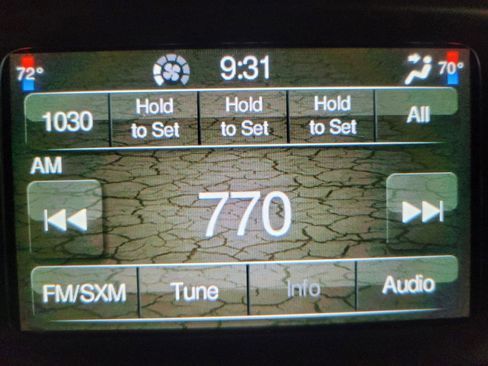 72° 9:31 70°
1030 Hold to Set Hold to Set Hold to Set All
AM
770
FM/SXM Tune Info Audio